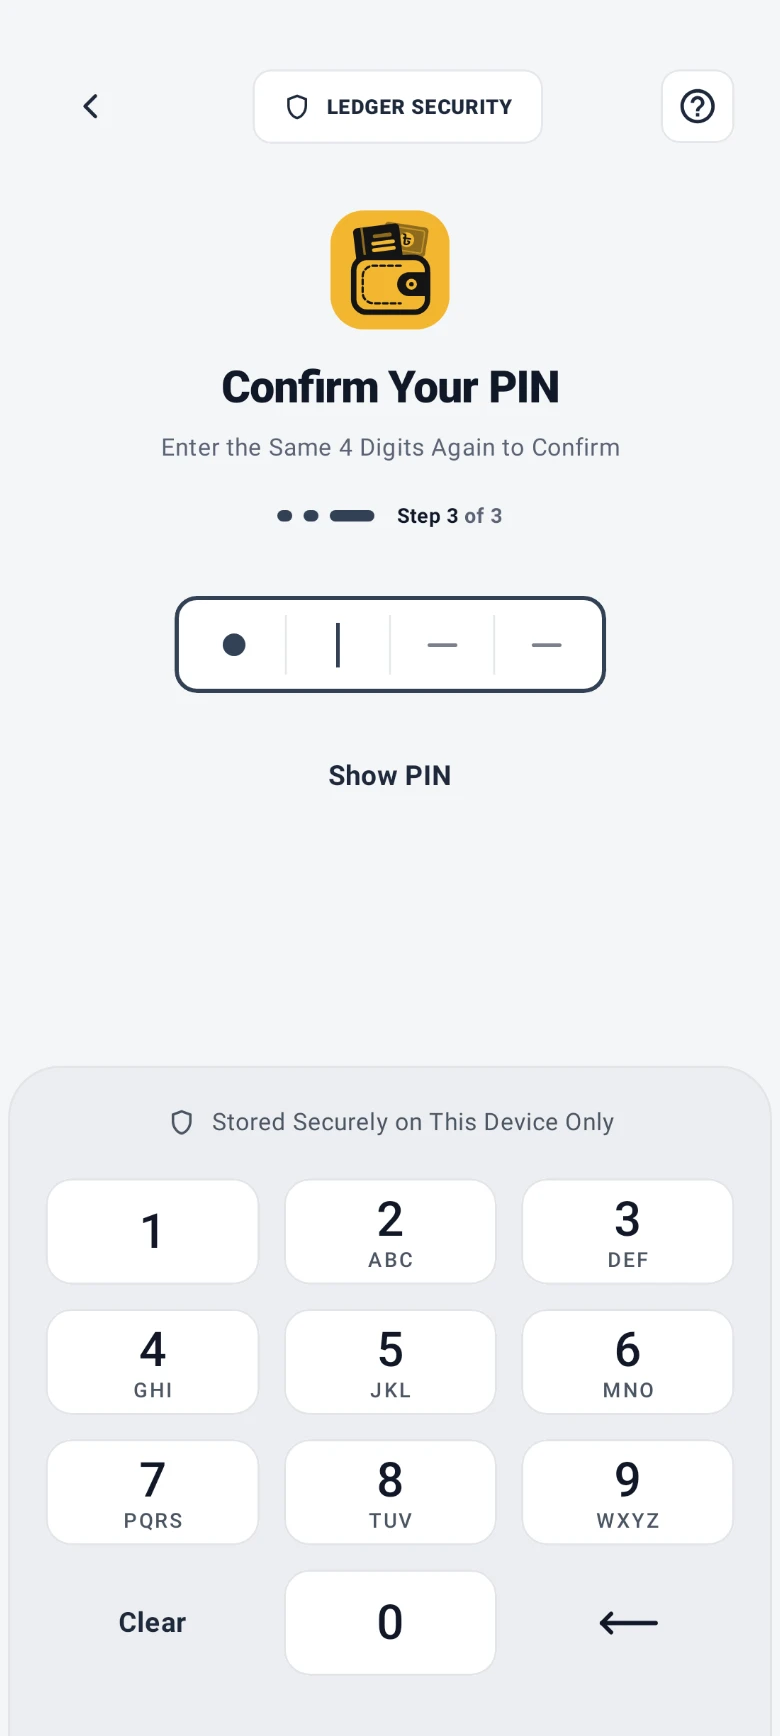 LEDGER SECURITY
Confirm Your PIN
Enter the Same 4 Digits Again to Confirm
Step 3 of 3
Show PIN
Stored Securely on This Device Only
1
2
3
ABC
DEF
4
5
6
GHI
JKL
MNO
7
8
9
PQRS
TUV
WXYZ
Clear
0